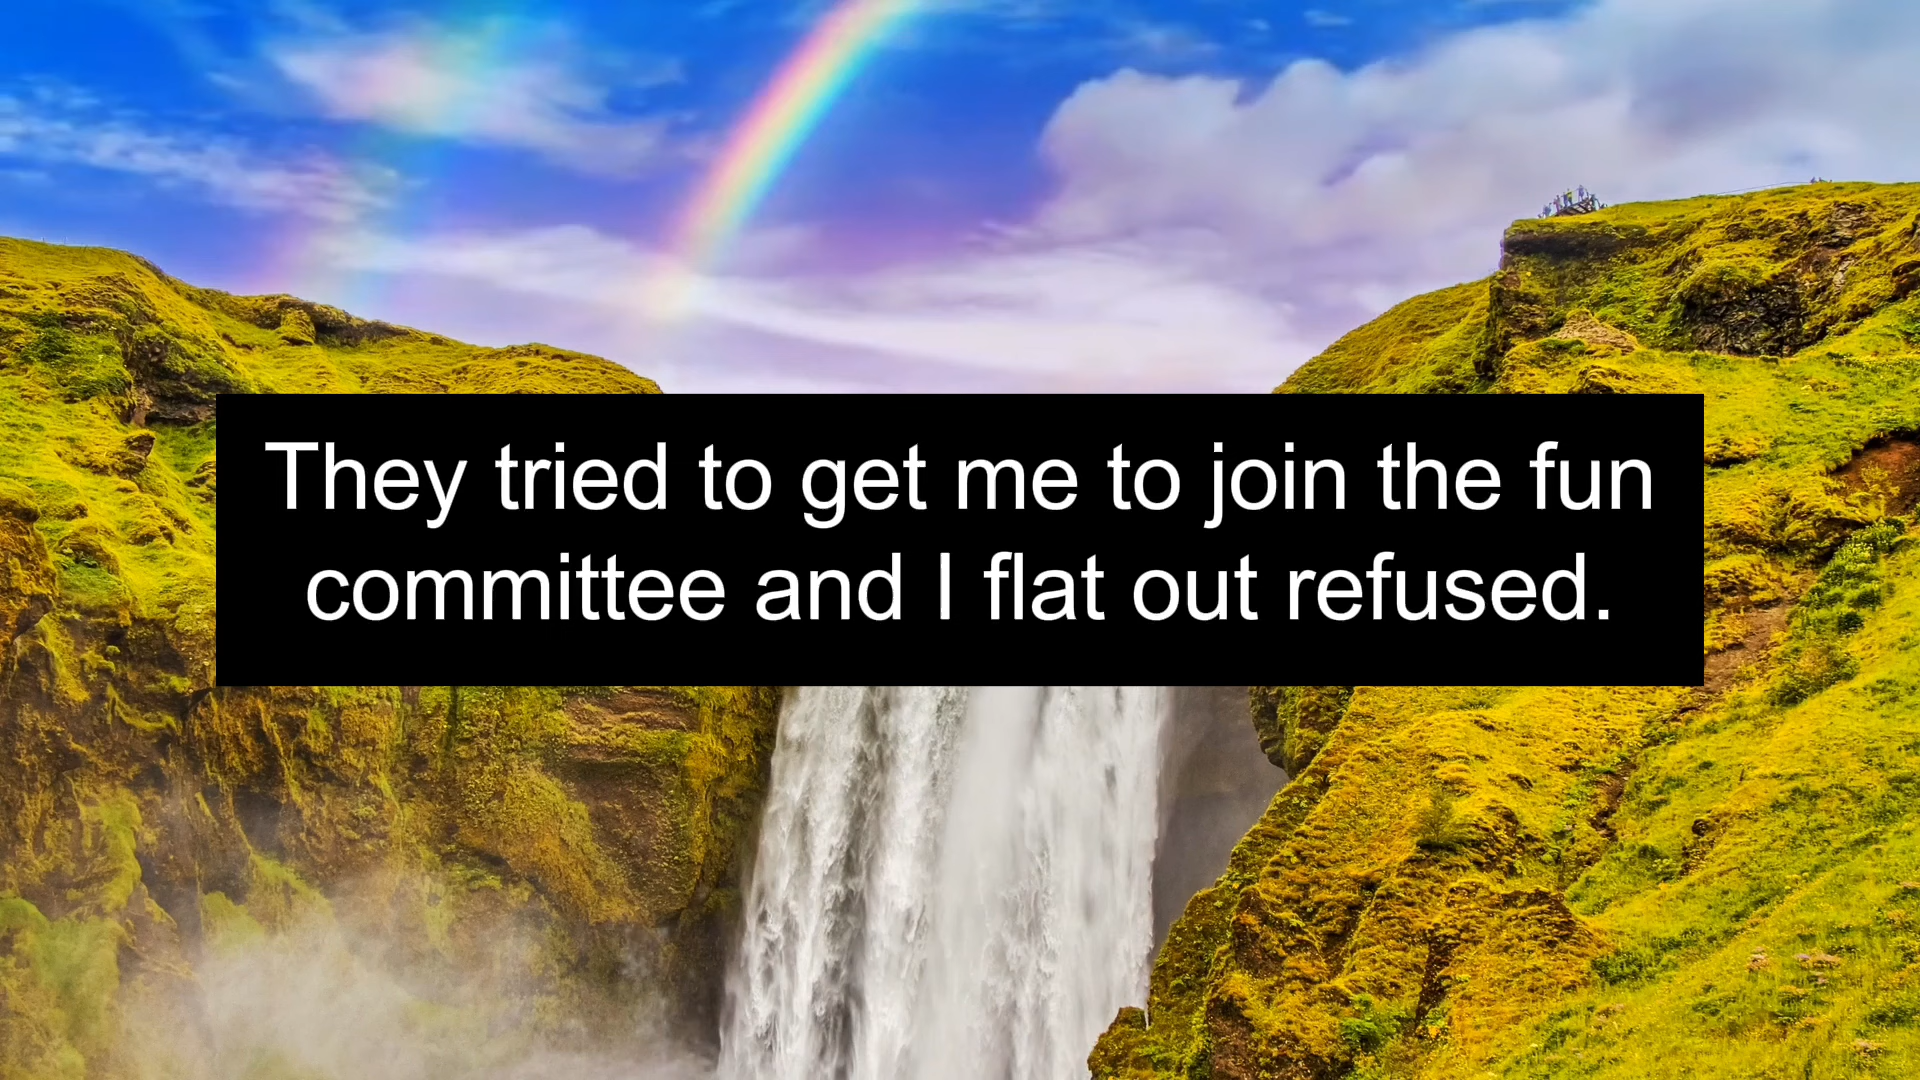 They tried to get me to join the fun
committee and I flat out refused.